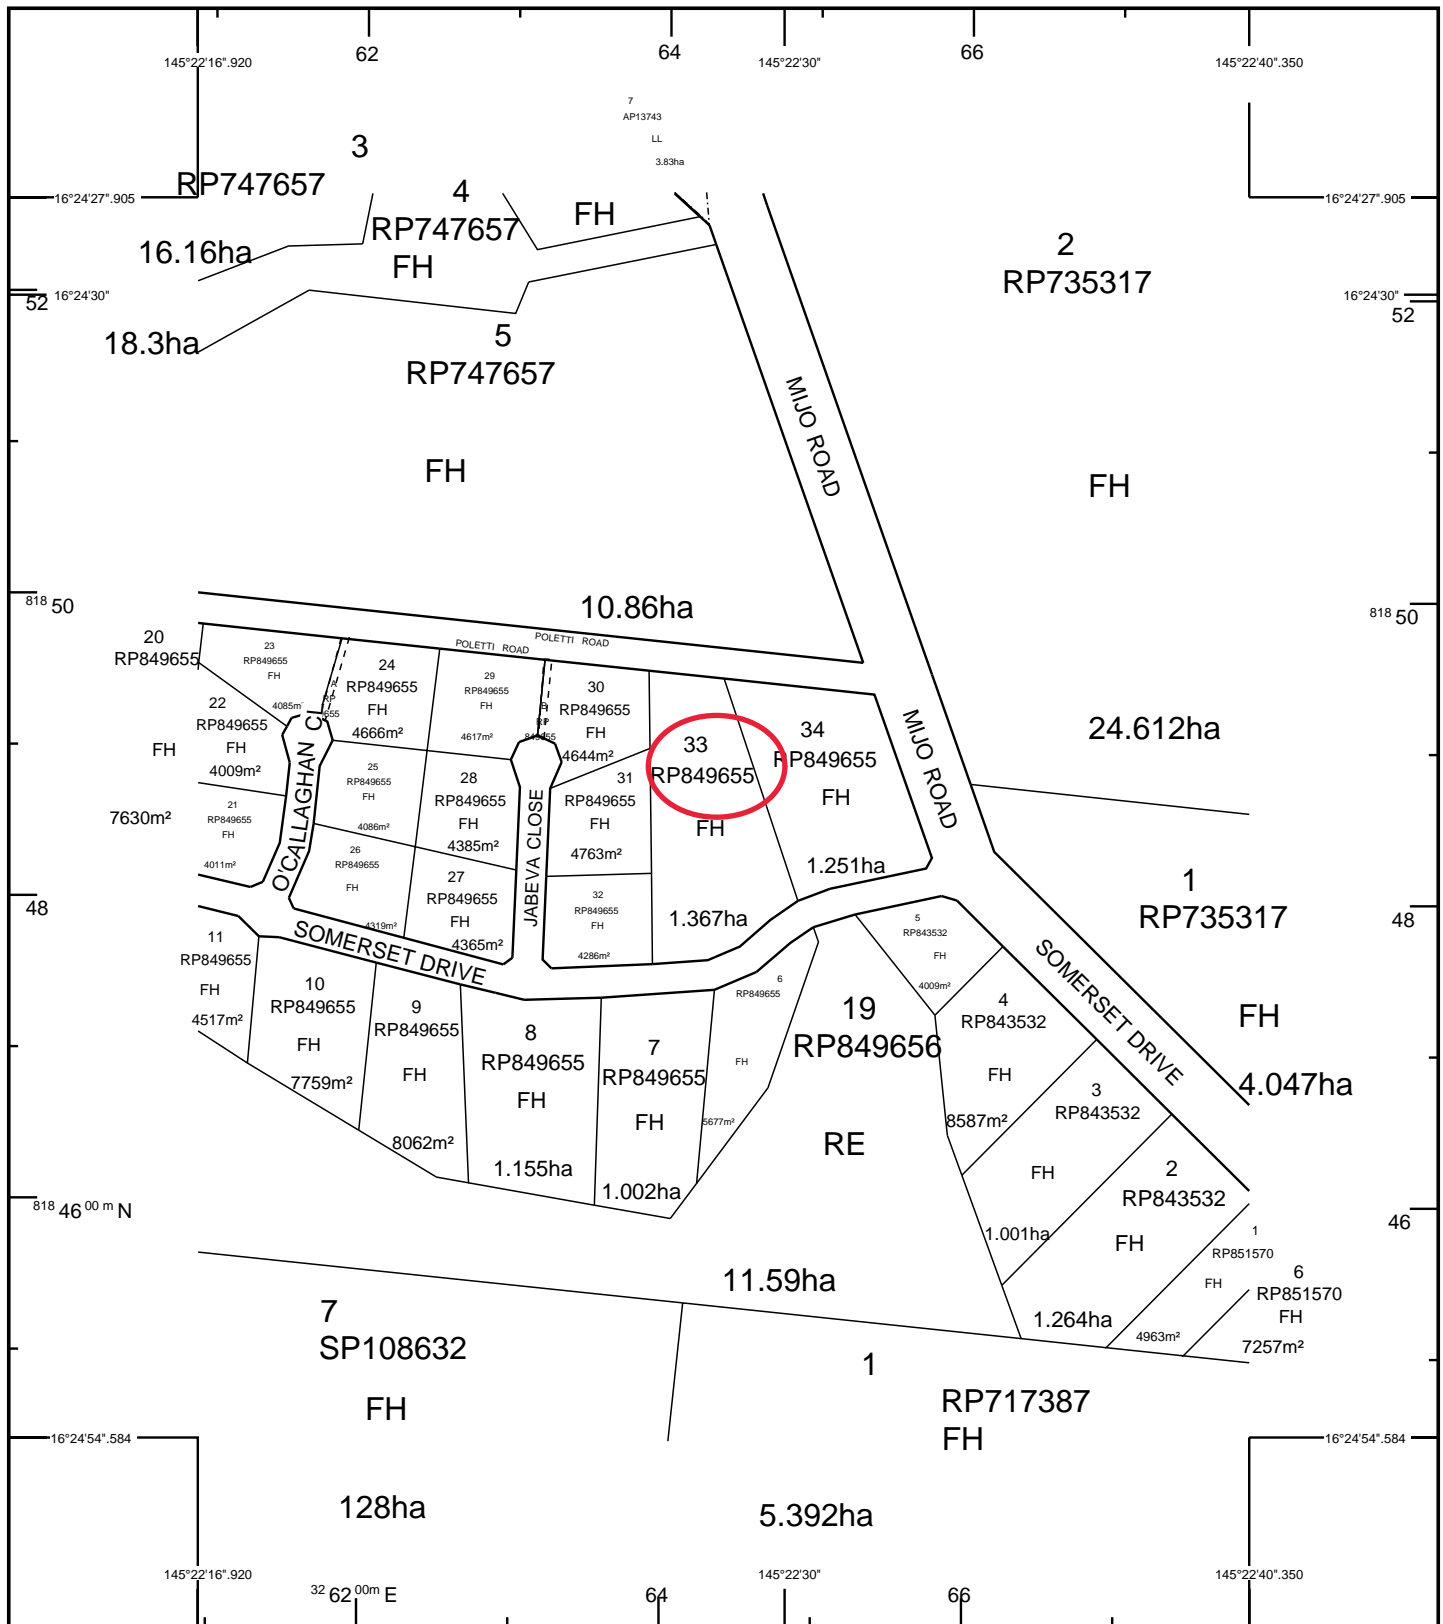 62
64
66
145°22'16".920
145°22'30"
145°22'40".350
7
AP13743
LL
3.83ha
3
RP747657
16.16ha
4
RP747657
FH
FH
16°24'27".905
16°24'27".905
2
RP735317
52
16°24'30"
16°24'30"
52
18.3ha
5
RP747657
FH
MIJO ROAD
FH
818 50
10.86ha
818 50
POLETTI ROAD
POLETTI ROAD
20
RP849655
FH
7630m²
23
RP849655
FH
4085m²
A
RP
24
RP849655
FH
4666m²
29
RP849655
FH
4617m²
B
RP
849655
30
RP849655
FH
4644m²
22
RP849655
FH
4009m²
33
RP849655
FH
1.367ha
34
RP849655
FH
1.251ha
MIJO ROAD
24.612ha
O'CALLAGHAN C
25
RP849655
FH
4086m²
28
RP849655
FH
4385m²
JABEVA CLOSE
31
RP849655
FH
4763m²
21
RP849655
FH
4011m²
26
RP849655
FH
4319m²
27
RP849655
FH
4365m²
32
RP849655
FH
4286m²
48
1
RP735317
48
FH
4.047ha
SOMERSET DRIVE
SOMERSET DRIVE
11
RP849655
FH
4517m²
10
RP849655
FH
7759m²
9
RP849655
FH
8062m²
8
RP849655
FH
1.155ha
7
RP849655
FH
1.002ha
6
RP849655
FH
5677m²
19
RP849656
RE
11.59ha
5
RP843532
FH
4009m²
4
RP843532
FH
8587m²
3
RP843532
FH
1.001ha
2
RP843532
FH
1.264ha
1
RP851570
FH
4963m²
6
RP851570
FH
7257m²
818 46 00 m N
46
7
SP108632
FH
128ha
1
RP717387
FH
5.392ha
16°24'54".584
16°24'54".584
145°22'16".920
145°22'30"
145°22'40".350
32 62 00m E
64
66